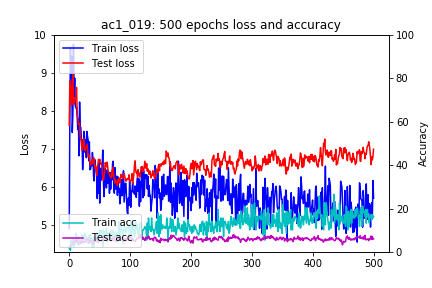 ac1_019: 500 epochs loss and accuracy
Train loss
Test loss
Train acc
Test acc
Loss
Accuracy
10
9
8
7
6
5
100
80
60
40
20
0
0
100
200
300
400
500